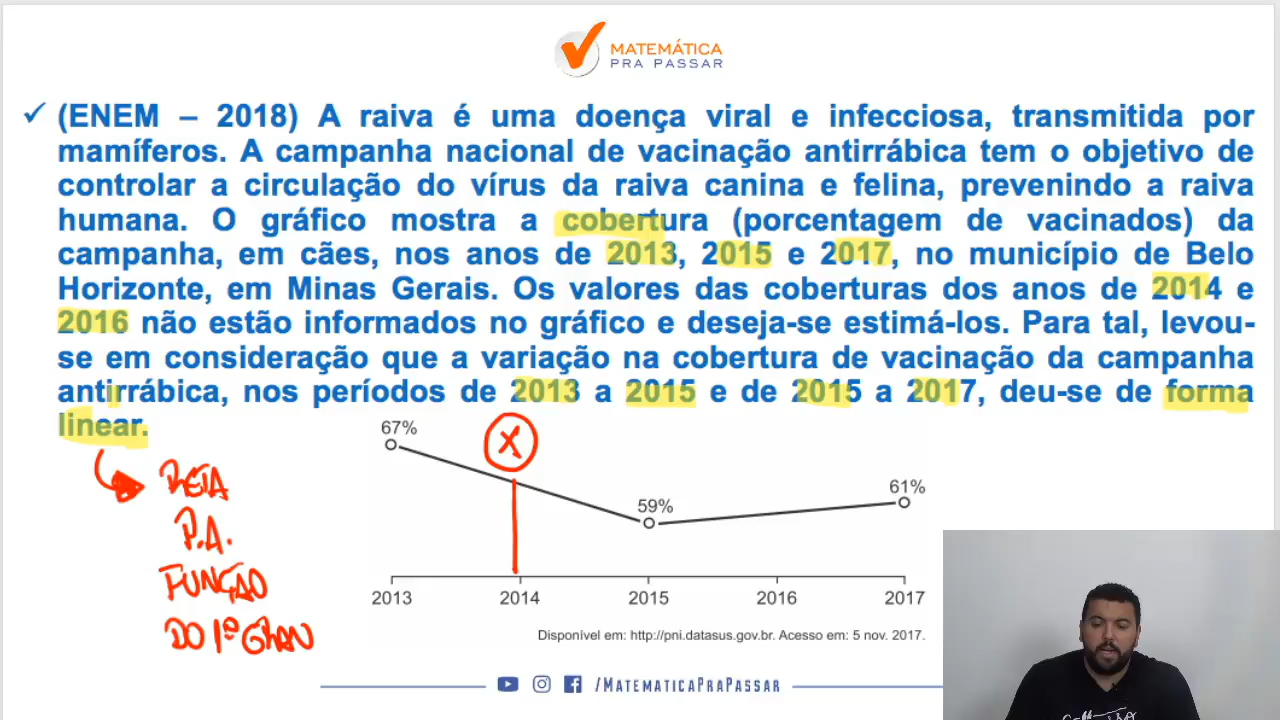 MATEMÁTICA
PRA PASSAR
✓ (ENEM – 2018) A raiva é uma doença viral e infecciosa, transmitida por
mamíferos. A campanha nacional de vacinação antirrábica tem o objetivo de
controlar a circulação do vírus da raiva canina e felina, prevenindo a raiva
humana. O gráfico mostra a cobertura (porcentagem de vacinados) da
campanha, em cães, nos anos de 2013, 2015 e 2017, no município de Belo
Horizonte, em Minas Gerais. Os valores das coberturas dos anos de 2014 e
2016 não estão informados no gráfico e deseja-se estimá-los. Para tal, levou-
se em consideração que a variação na cobertura de vacinação da campanha
antirrábica, nos períodos de 2013 a 2015 e de 2015 a 2017, deu-se de forma
linear.
67%
X
59%
61%
RETA
P.A.
FUNÇÃO
DO 1º GRAU
2013 2014 2015 2016 2017
Disponível em: http://pni.datasus.gov.br. Acesso em: 5 nov. 2017.
/MATEMATICAPRAPASSAR